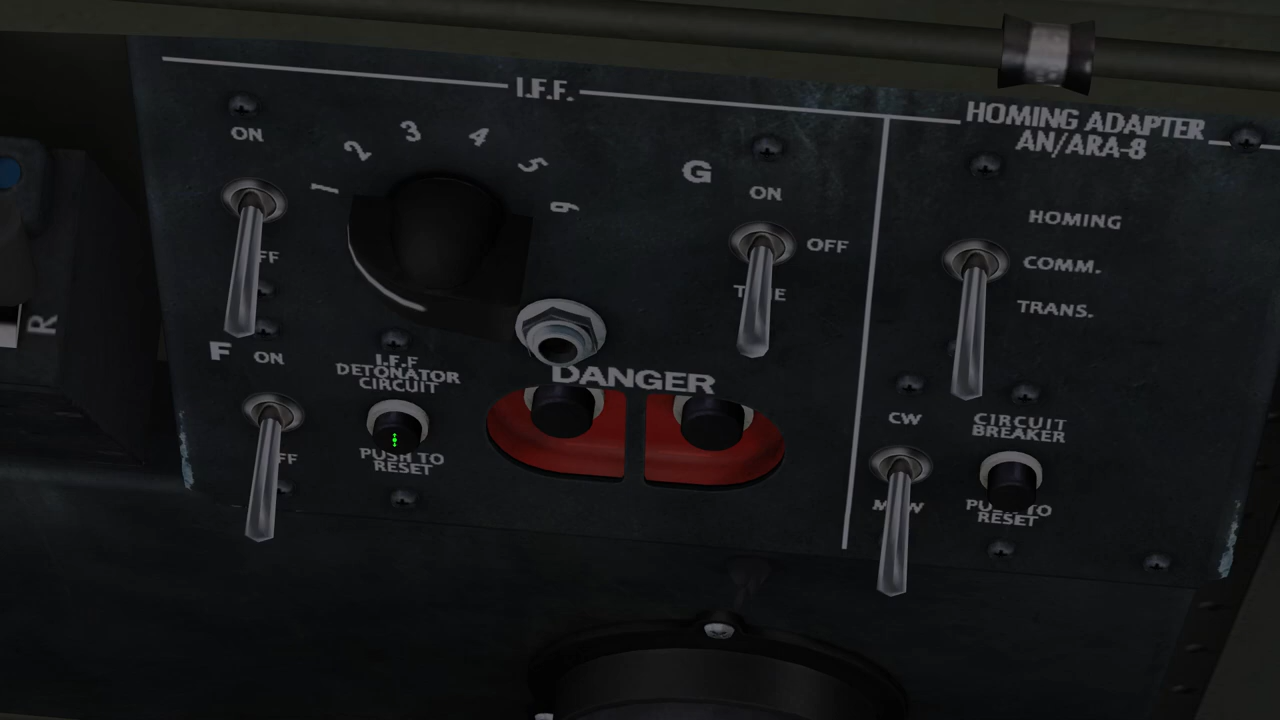 I.F.F.
HOMING ADAPTER
AN/ARA-8
ON
1 2 3 4 5 6
G
ON
OFF
HOMING
COMM.
TRANS.
F
ON
I.F.F
DETONATOR
CIRCUIT
PUSH TO
RESET
DANGER
CW
CIRCUIT
BREAKER
RESET
R